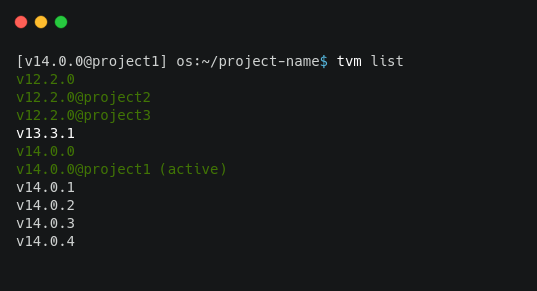 [v14.0.0@project1] os:~/project-name$ tvm list
v12.2.0
v12.2.0@project2
v12.2.0@project3
v13.3.1
v14.0.0
v14.0.0@project1 (active)
v14.0.1
v14.0.2
v14.0.3
v14.0.4